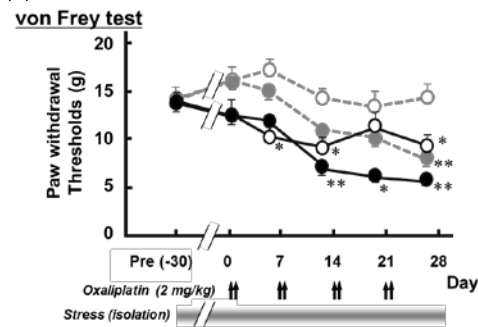 von Frey test
Paw withdrawal
Thresholds (g)
20
15
10
5
0
*
*
*
**
**
*
**
Pre (-30) 0 7 14 21 28 Day
Oxaliplatin (2 mg/kg)
Stress (isolation)